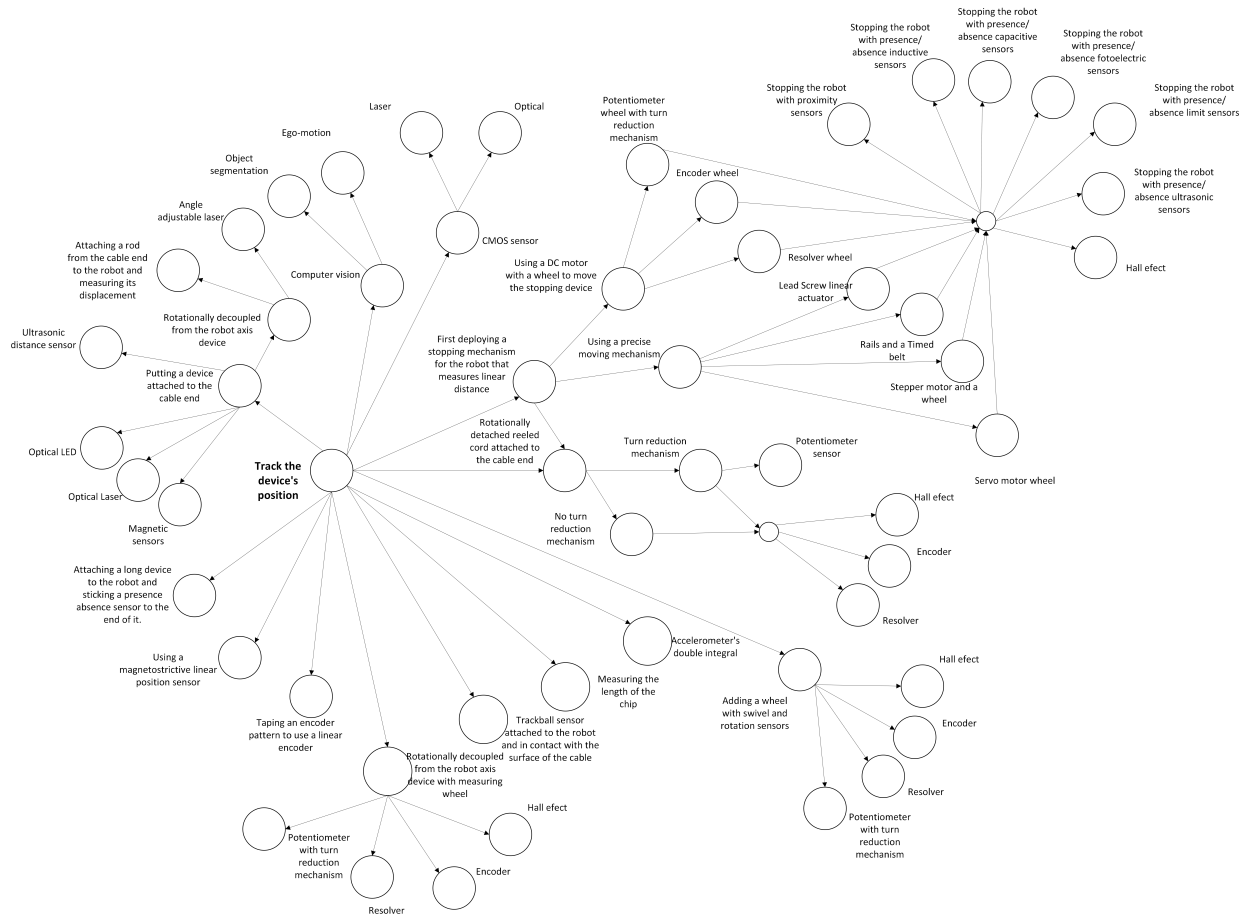 Stopping the robot
with presence/
absence capacitive
sensors
Stopping the robot
with presence/
absence inductive
sensors
Stopping the robot
with presence/
absence fotoelectric
sensors
Stopping the robot
with proximity
sensors
Stopping the robot
with presence/
absence limit sensors
Stopping the robot
with presence/
absence ultrasonic
sensors
Hall efect
Laser
Optical
Ego-motion
Object
segmentation
Angle
adjustable laser
CMOS sensor
Computer vision
Attaching a rod
from the cable end
to the robot and
measuring its
displacement
Rotationally decoupled
from the robot axis
device
Ultrasonic
distance sensor
Putting a device
attached to the
cable end
Optical LED
Optical Laser
Magnetic
sensors
Potentiometer
wheel with turn
reduction
mechanism
Encoder wheel
Resolver wheel
Using a DC motor
with a wheel to move
the stopping device
Lead Screw linear
actuator
Rails and a Timed
belt
Stepper motor and a
wheel
Servo motor wheel
Using a precise
moving mechanism
First deploying a
stopping mechanism
for the robot that
measures linear
distance
Rotationally
detached reeled
cord attached to
the cable end
Turn reduction
mechanism
Potentiometer
sensor
No turn
reduction
mechanism
Hall efect
Encoder
Resolver
Track the
device's
position
Attaching a long device
to the robot and
sticking a presence
absence sensor to the
end of it.
Using a
magnetostrictive linear
position sensor
Taping an encoder
pattern to use a linear
encoder
Rotationally decoupled
from the robot axis
device with measuring
wheel
Potentiometer
with turn
reduction
mechanism
Resolver
Encoder
Hall efect
Trackball sensor
attached to the robot
and in contact with the
surface of the cable
Measuring the
length of the
chip
Accelerometer's
double integral
Adding a wheel
with swivel and
rotation sensors
Hall efect
Encoder
Resolver
Potentiometer
with turn
reduction
mechanism